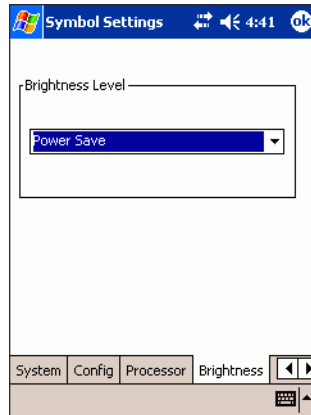 Symbol Settings 4:41 ok
Brightness Level
Power Save
System Config Processor Brightness